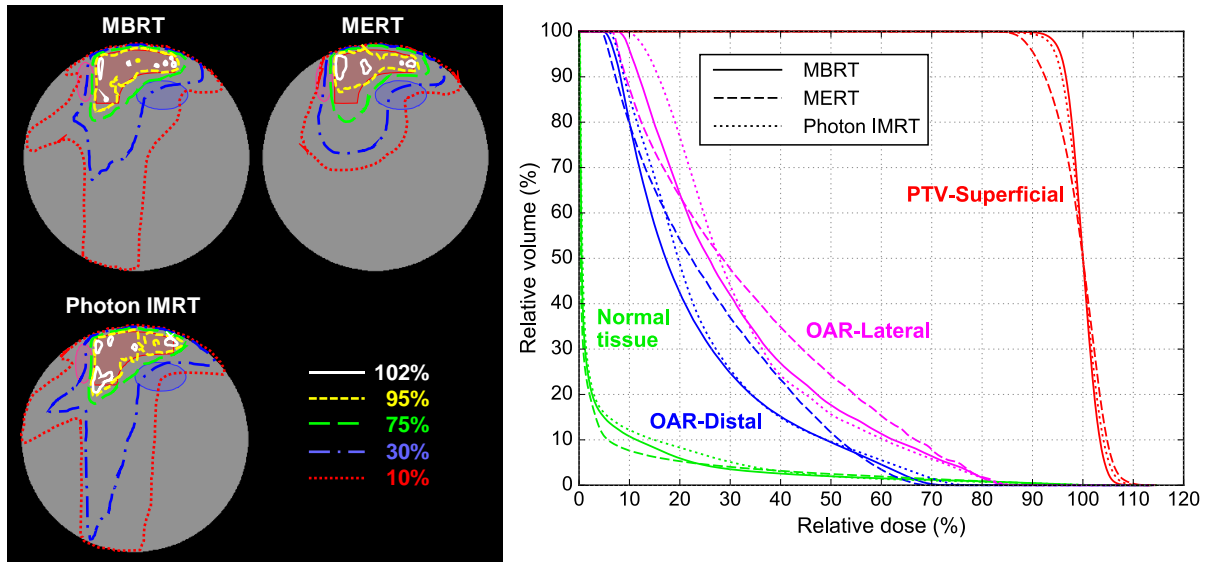 MBRT
MERT
Photon IMRT
102%
95%
75%
30%
10%
Relative volume (%)
100
90
80
70
60
50
40
30
20
10
0
MBRT
MERT
Photon IMRT
PTV-Superficial
Normal
tissue
OAR-Lateral
OAR-Distal
0 10 20 30 40 50 60 70 80 90 100 110 120
Relative dose (%)